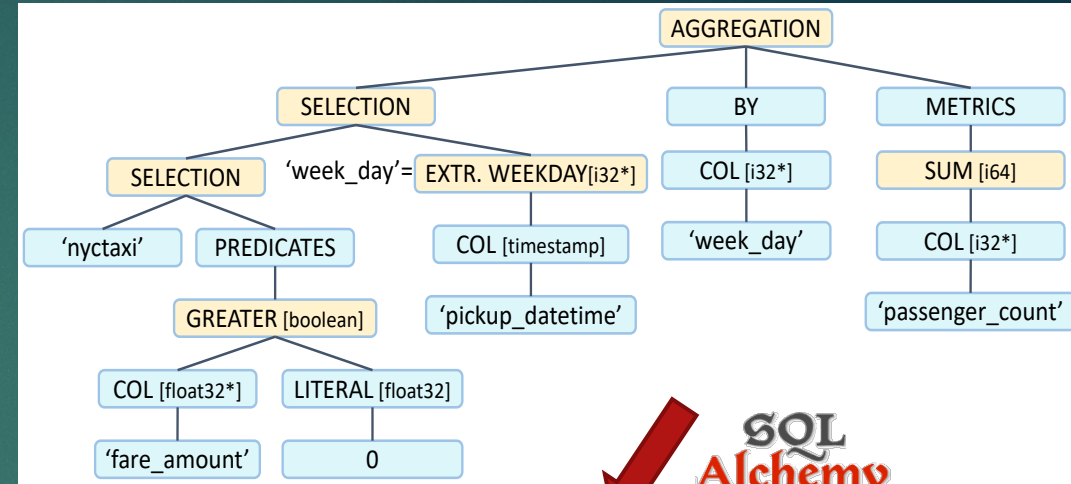 AGGREGATION
SELECTION
BY
METRICS
SELECTION
‘week_day’= EXTR. WEEKDAY[i32*]
COL [i32*]
SUM [i64]
‘nyctaxi’
PREDICATES
COL [timestamp]
‘week_day’
COL [i32*]
GREATER [boolean]
‘pickup_datetime’
‘passenger_count’
COL [float32*]
LITERAL [float32]
‘fare_amount’
0
SQL
Alchemy